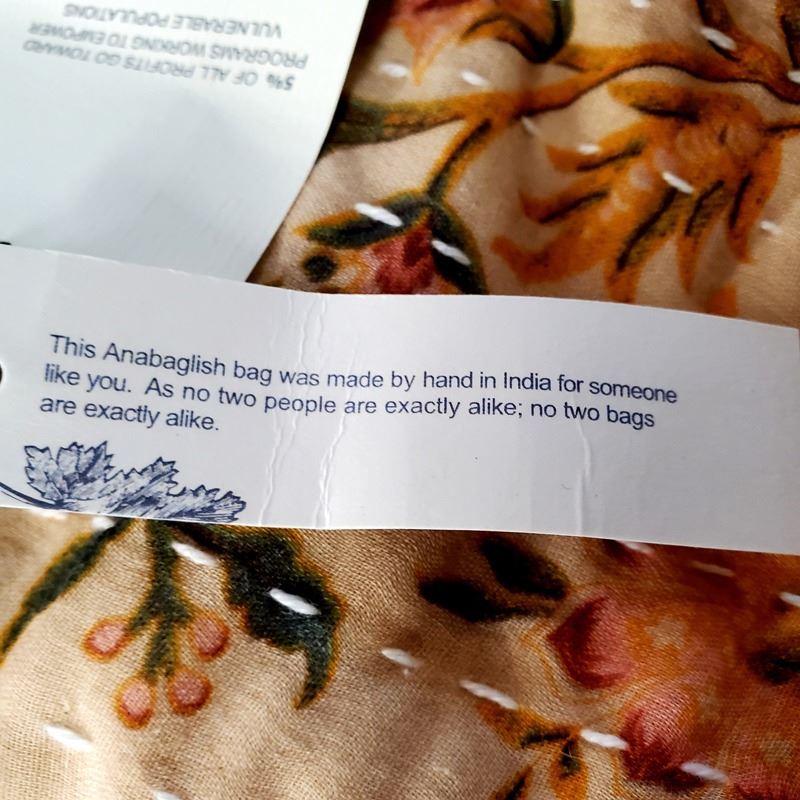 5% OF ALL PROFITS GO TOWARD
PROGRAMS WORKING TO EMPOWER
VULNERABLE POPULATIONS
This Anabaglish bag was made by hand in India for someone
like you. As no two people are exactly alike; no two bags
are exactly alike.